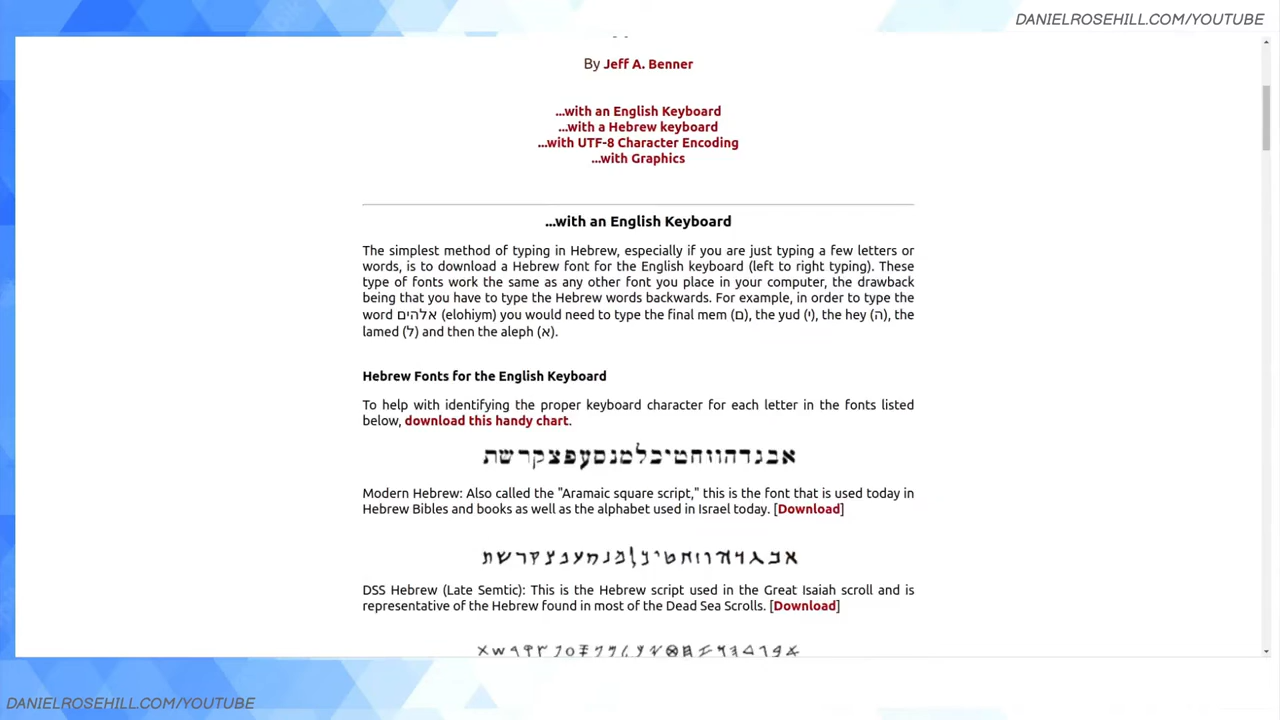 DANIELROSEHILL.COM/YOUTUBE
By Jeff A. Benner
...with an English Keyboard
...with a Hebrew keyboard
...with UTF-8 Character Encoding
...with Graphics
...with an English Keyboard
The simplest method of typing in Hebrew, especially if you are just typing a few letters or
words, is to download a Hebrew font for the English keyboard (left to right typing). These
type of fonts work the same as any other font you place in your computer, the drawback
being that you have to type the Hebrew words backwards. For example, in order to type the
word אלהים (elohiym) you would need to type the final mem (ם), the yud (י), the hey (ה), the
lamed (ל) and then the aleph (א).
Hebrew Fonts for the English Keyboard
To help with identifying the proper keyboard character for each letter in the fonts listed
below, download this handy chart.
אבגדהוזחטיכלמנסעפצקרשת
Modern Hebrew: Also called the "Aramaic square script," this is the font that is used today in
Hebrew Bibles and books as well as the alphabet used in Israel today. [Download]
אבגדהוזחטיכלמנסעפצקרשת
DSS Hebrew (Late Semtic): This is the Hebrew script used in the Great Isaiah scroll and is
representative of the Hebrew found in most of the Dead Sea Scrolls. [Download]
DANIELROSEHILL.COM/YOUTUBE